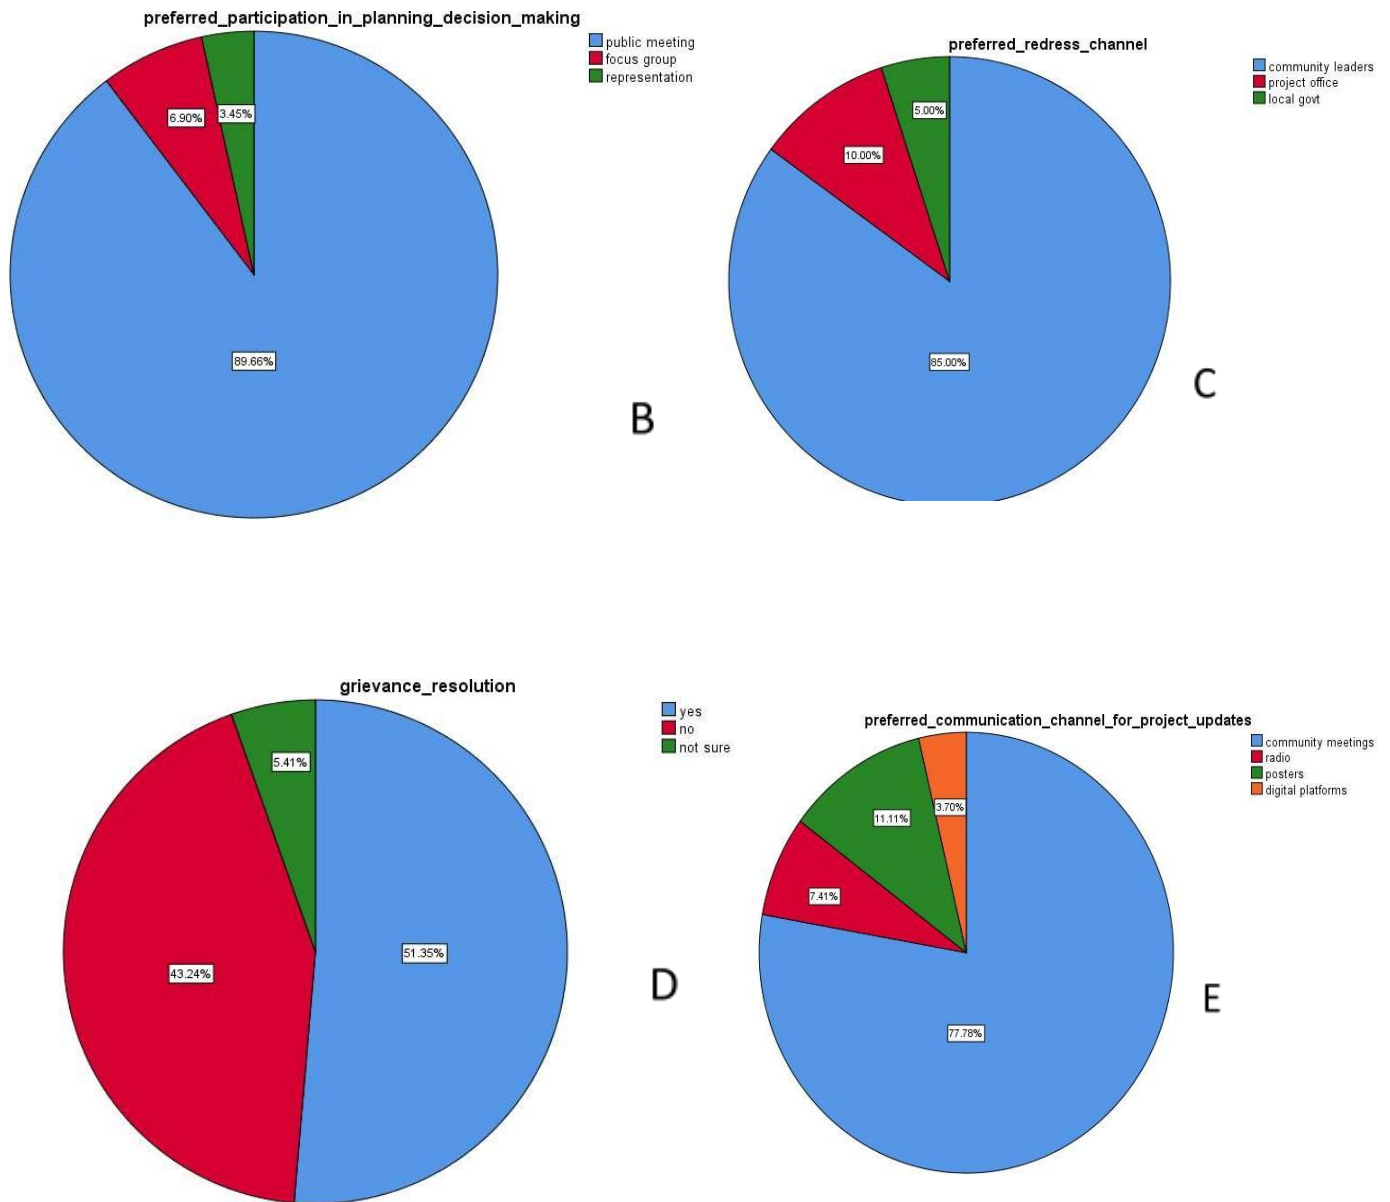 preferred_participation_in_planning_decision_making
public meeting
focus group
representation
6.90%
3.45%
89.66%
B
preferred_redress_channel
community leaders
project office
local govt
5.00%
10.00%
85.00%
C
grievance_resolution
yes
no
not sure
5.41%
51.35%
43.24%
D
preferred_communication_channel_for_project_updates
community meetings
radio
posters
digital platforms
3.70%
11.11%
7.41%
77.78%
E